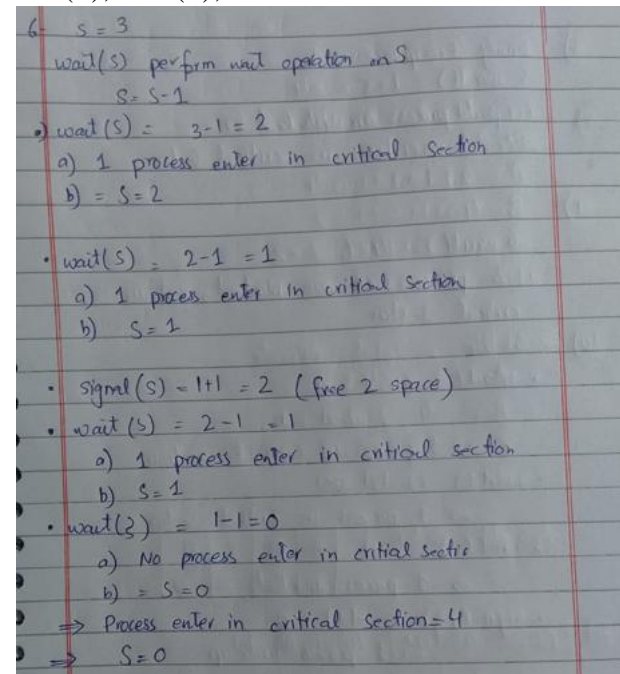 6- S = 3
wait(S) perform wait operation on S
S = S-1
•) wait (S) = 3-1 = 2
a) 1 process enter in critical section
b) = S = 2
• wait(S) = 2-1 = 1
a) 1 process enter in critical section
b) S = 1
• Signal (S) = 1+1 = 2 (free 2 space)
• wait (S) = 2-1 = 1
a) 1 process enter in critical section
b) S = 1
• wait(3) = 1-1 = 0
a) No process enter in critial sectio
b) = S = 0
⇒ Process enter in critical section = 4
⇒ S = 0